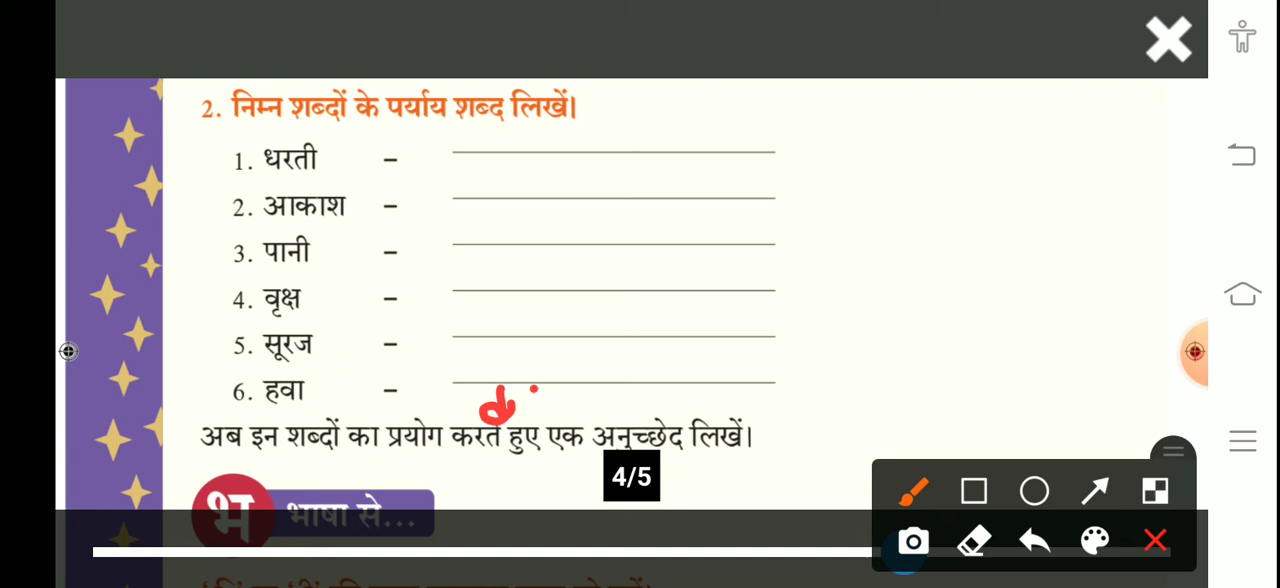 2. निम्न शब्दों के पर्याय शब्द लिखें।
1. धरती –
2. आकाश –
3. पानी –
4. वृक्ष –
5. सूरज –
6. हवा –
अब इन शब्दों का प्रयोग करते हुए एक अनुच्छेद लिखें।
4/5
भ भाषा से...